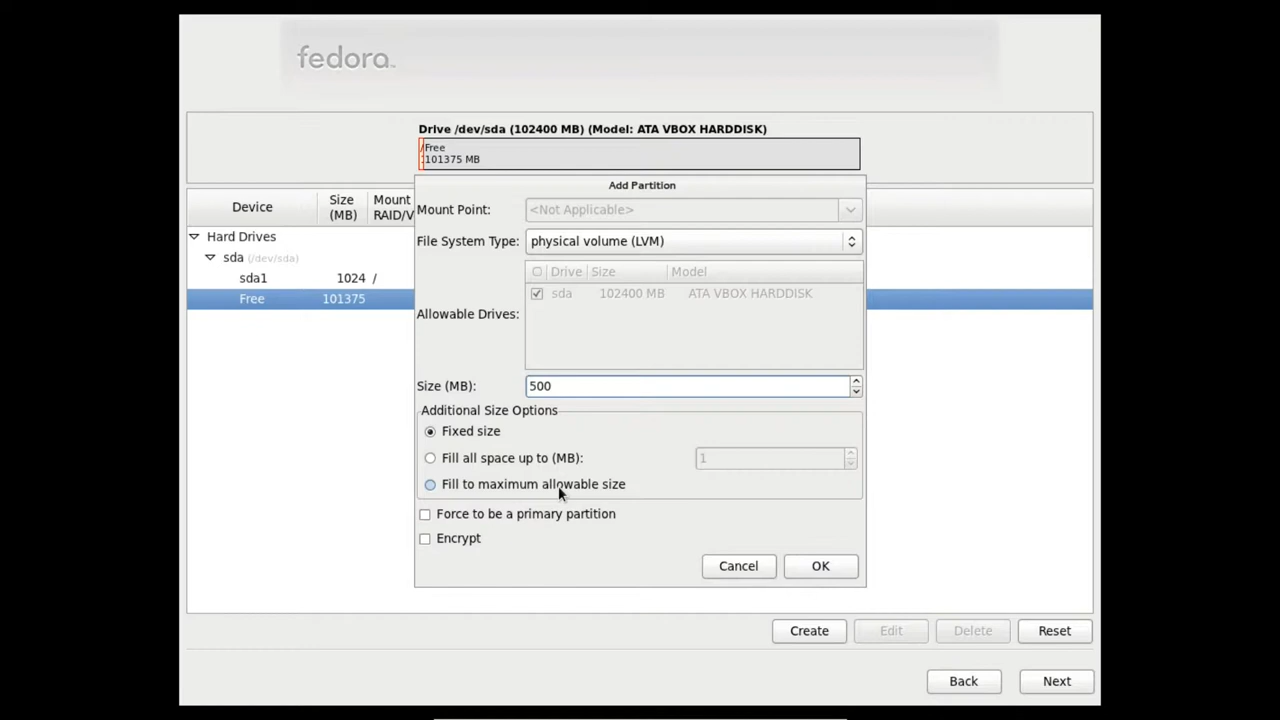 fedora
Drive /dev/sda (102400 MB) (Model: ATA VBOX HARDDISK)
/ Free
101375 MB
Add Partition
Device
Size
(MB)
Mount
RAID/V
Mount Point: <Not Applicable>
File System Type: physical volume (LVM)
Hard Drives
sda (/dev/sda)
sda1 1024 /
Free 101375
Drive Size Model
sda 102400 MB ATA VBOX HARDDISK
Allowable Drives:
Size (MB): 500
Additional Size Options
Fixed size
Fill all space up to (MB): 1
Fill to maximum allowable size
Force to be a primary partition
Encrypt
Cancel OK
Create Edit Delete Reset
Back Next